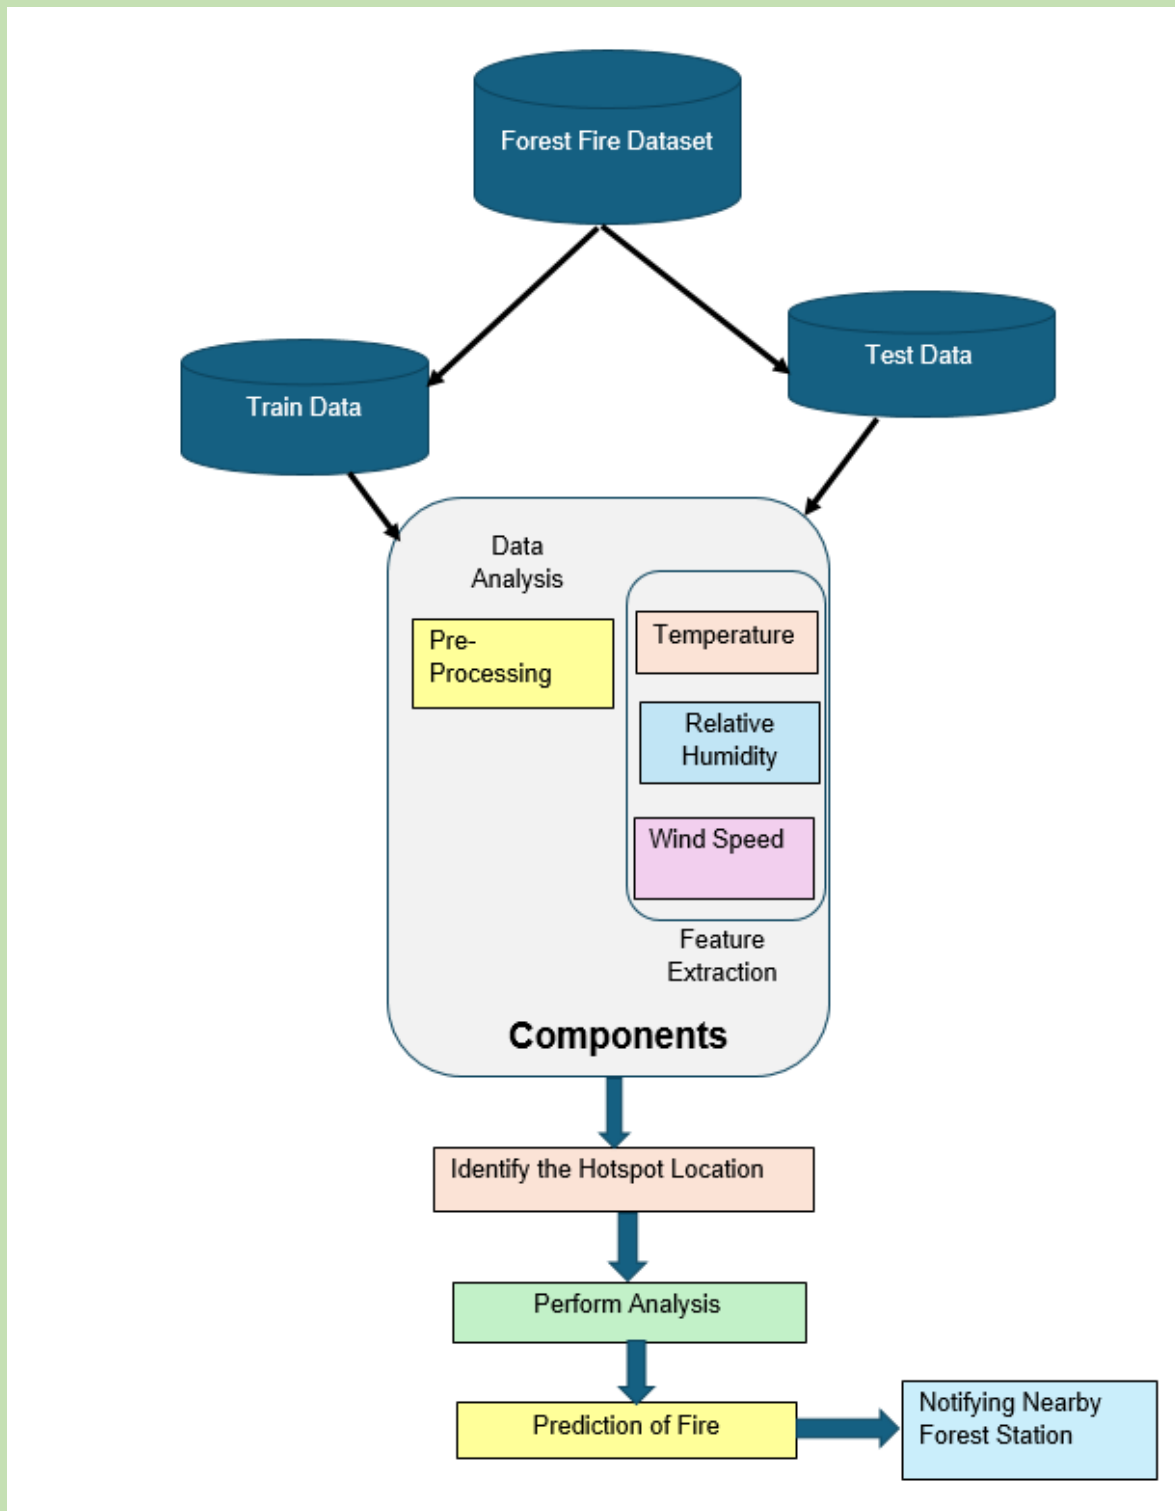 Forest Fire Dataset
Train Data
Test Data
Data
Analysis
Pre-
Processing
Temperature
Relative
Humidity
Wind Speed
Feature
Extraction
Components
Identify the Hotspot Location
Perform Analysis
Prediction of Fire
Notifying Nearby
Forest Station